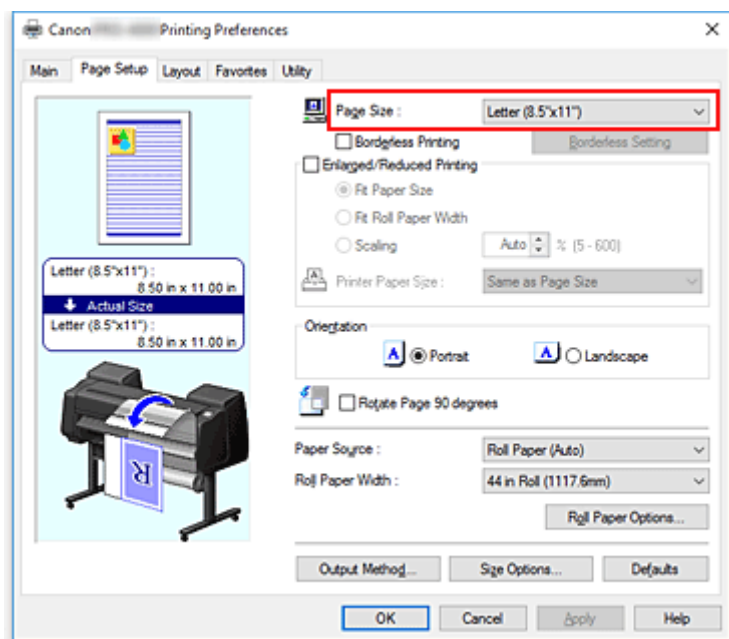 Canon Printing Preferences
Main Page Setup Layout Favorites Utility
Page Size : Letter (8.5"x11")
Borderless Printing Borderless Setting
Enlarged/Reduced Printing
Fit Paper Size
Fit Roll Paper Width
Scaling Auto % (5 - 600)
Printer Paper Size : Same as Page Size
Letter (8.5"x11") :
8.50 in x 11.00 in
Actual Size
Letter (8.5"x11") :
8.50 in x 11.00 in
Orientation
A Portrait A Landscape
Rotate Page 90 degrees
R
Paper Source : Roll Paper (Auto)
Roll Paper Width : 44 in Roll (1117.6mm)
Roll Paper Options...
Output Method... Size Options... Defaults
OK Cancel Apply Help